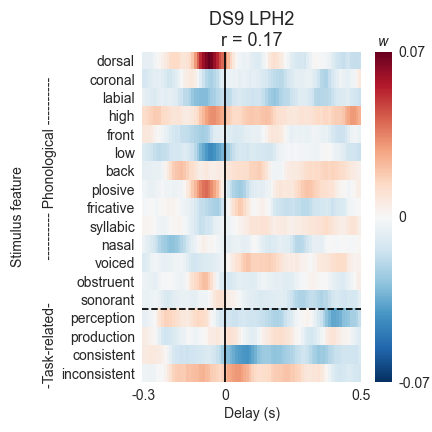 DS9 LPH2
r = 0.17
w
dorsal
coronal
labial
high
front
low
back
plosive
fricative
syllabic
nasal
voiced
obstruent
sonorant
perception
production
consistent
inconsistent
Stimulus feature
-Task-related-
----------- Phonological ----------
-0.3
0
0.5
Delay (s)
0.07
0
-0.07